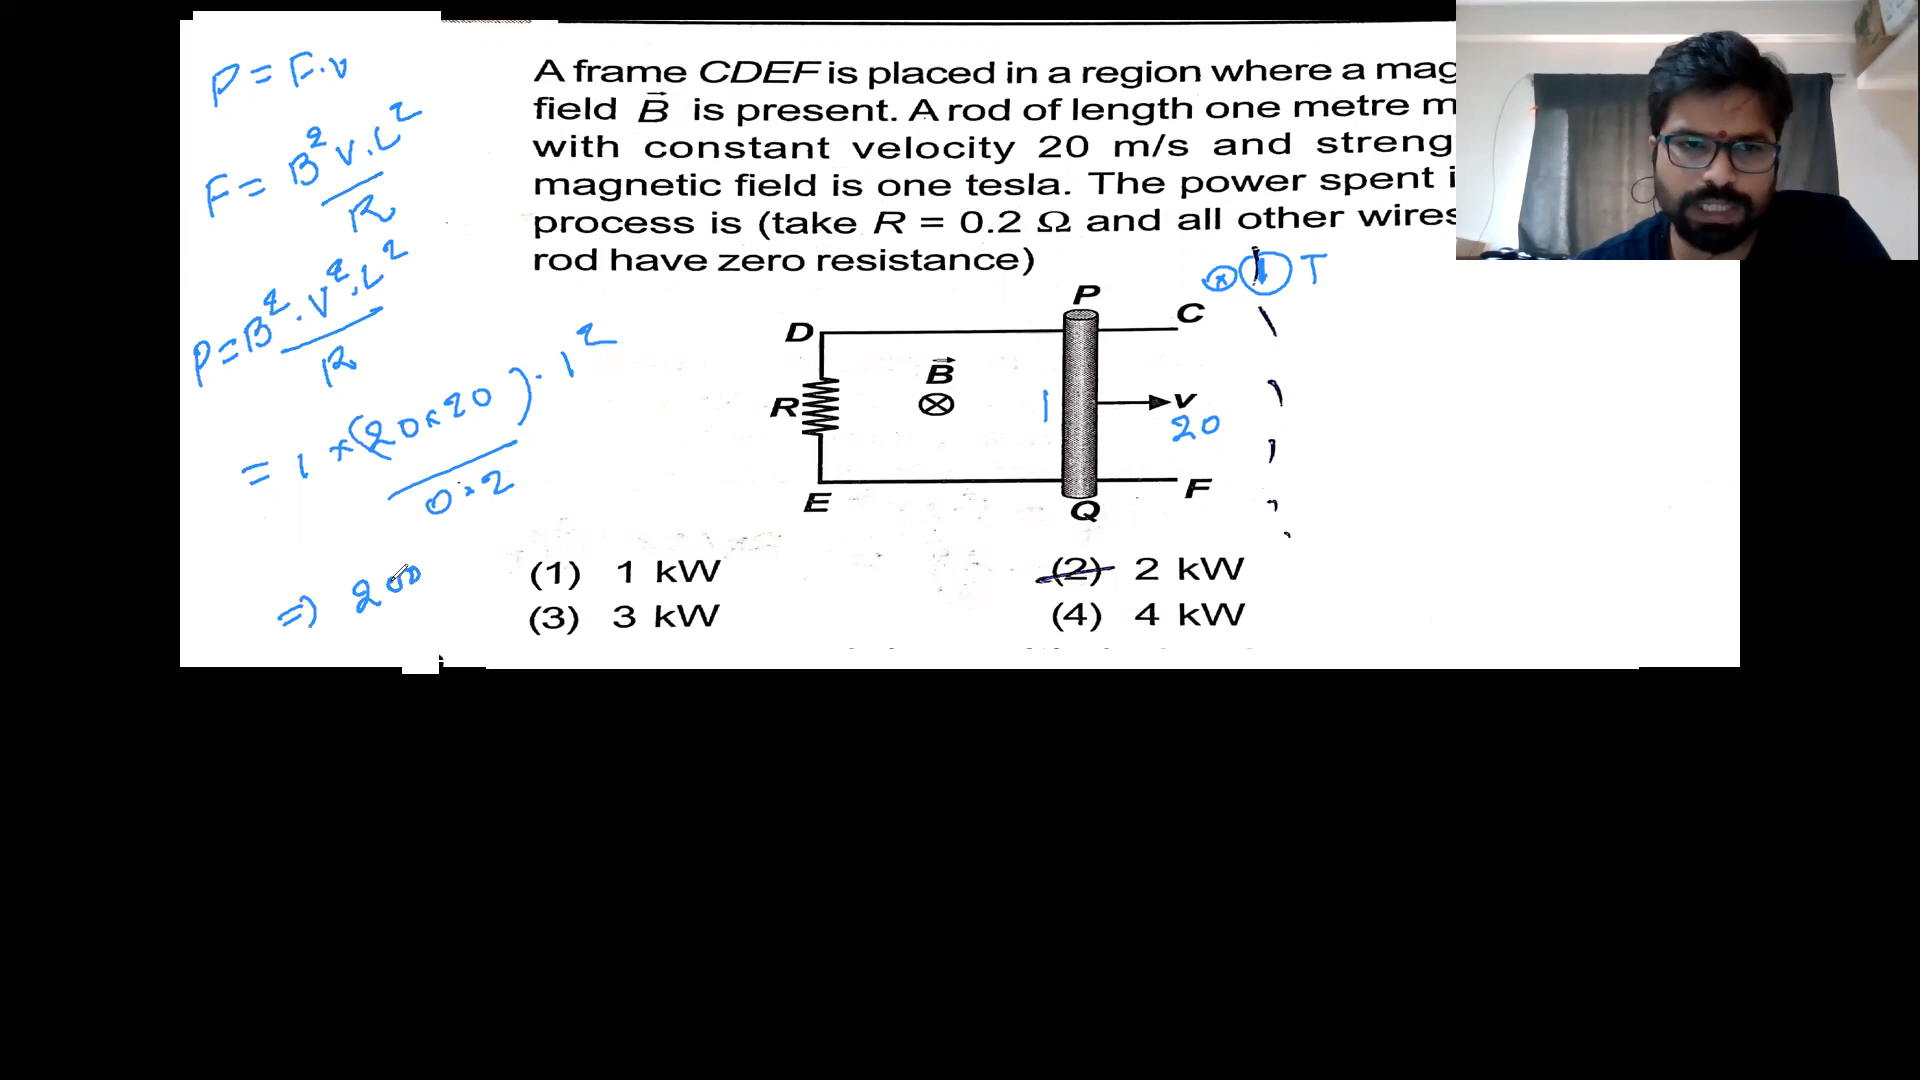 P = F.v
F = B²V.L²
R
P = B².V².L²
R
= 1 × (20×20).1²
0.2
⇒ 200
A frame CDEF is placed in a region where a mag
field B⃗ is present. A rod of length one metre m
with constant velocity 20 m/s and streng
magnetic field is one tesla. The power spent i
process is (take R = 0.2 Ω and all other wires
rod have zero resistance)
⊗ 1 T
P
D
C
B⃗
R
⊗
1
v
20
E
F
Q
(1) 1 kW
(2) 2 kW
(3) 3 kW
(4) 4 kW